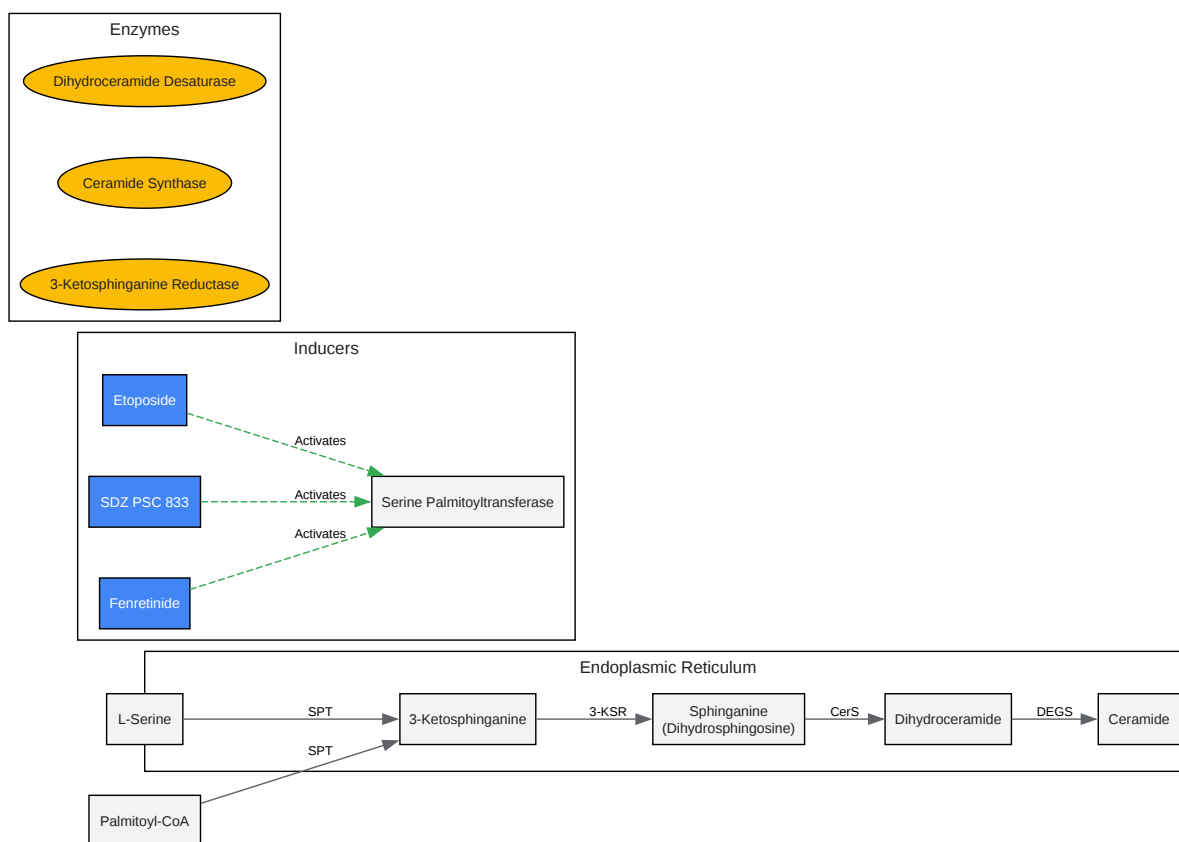 Enzymes
Dihydroceramide Desaturase
Ceramide Synthase
3-Ketosphinganine Reductase
Inducers
Etoposide
Activates
SDZ PSC 833
Activates
Serine Palmitoyltransferase
Activates
Fenretinide
Endoplasmic Reticulum
L-Serine
SPT
3-Ketosphinganine
3-KSR
Sphinganine
(Dihydrosphingosine)
CerS
Dihydroceramide
DEGS
Ceramide
SPT
Palmitoyl-CoA